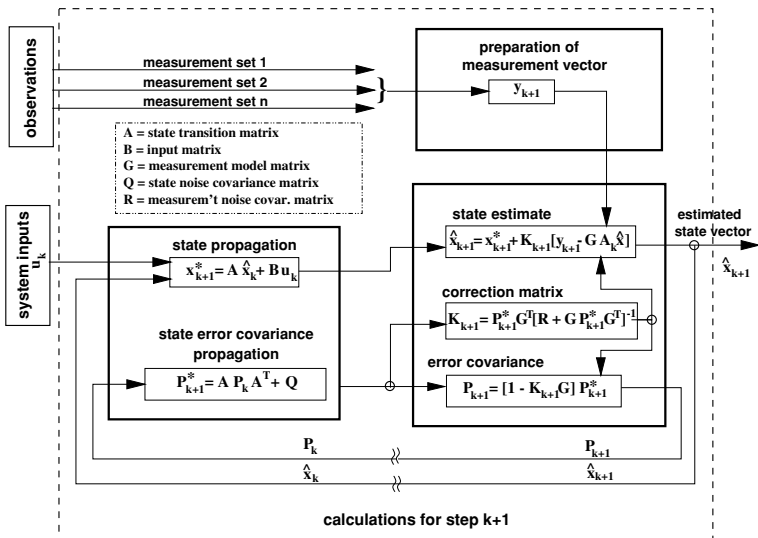 observations
measurement set 1
measurement set 2
measurement set n
}
preparation of
measurement vector
y_{k+1}
A = state transition matrix
B = input matrix
G = measurement model matrix
Q = state noise covariance matrix
R = measurem't noise covar. matrix
system inputs
u_k
state propagation
x^*_{k+1} = A x̂_k + B u_k
state error covariance
propagation
P^*_{k+1} = A P_k A^T + Q
state estimate
x̂_{k+1} = x^*_{k+1} + K_{k+1} [y_{k+1} - G A_k x̂]
correction matrix
K_{k+1} = P^*_{k+1} G^T [R + G P^*_{k+1} G^T]^{-1}
error covariance
P_{k+1} = [1 - K_{k+1} G] P^*_{k+1}
estimated
state vector
x̂_{k+1}
P_k
P_{k+1}
x̂_k
x̂_{k+1}
calculations for step k+1